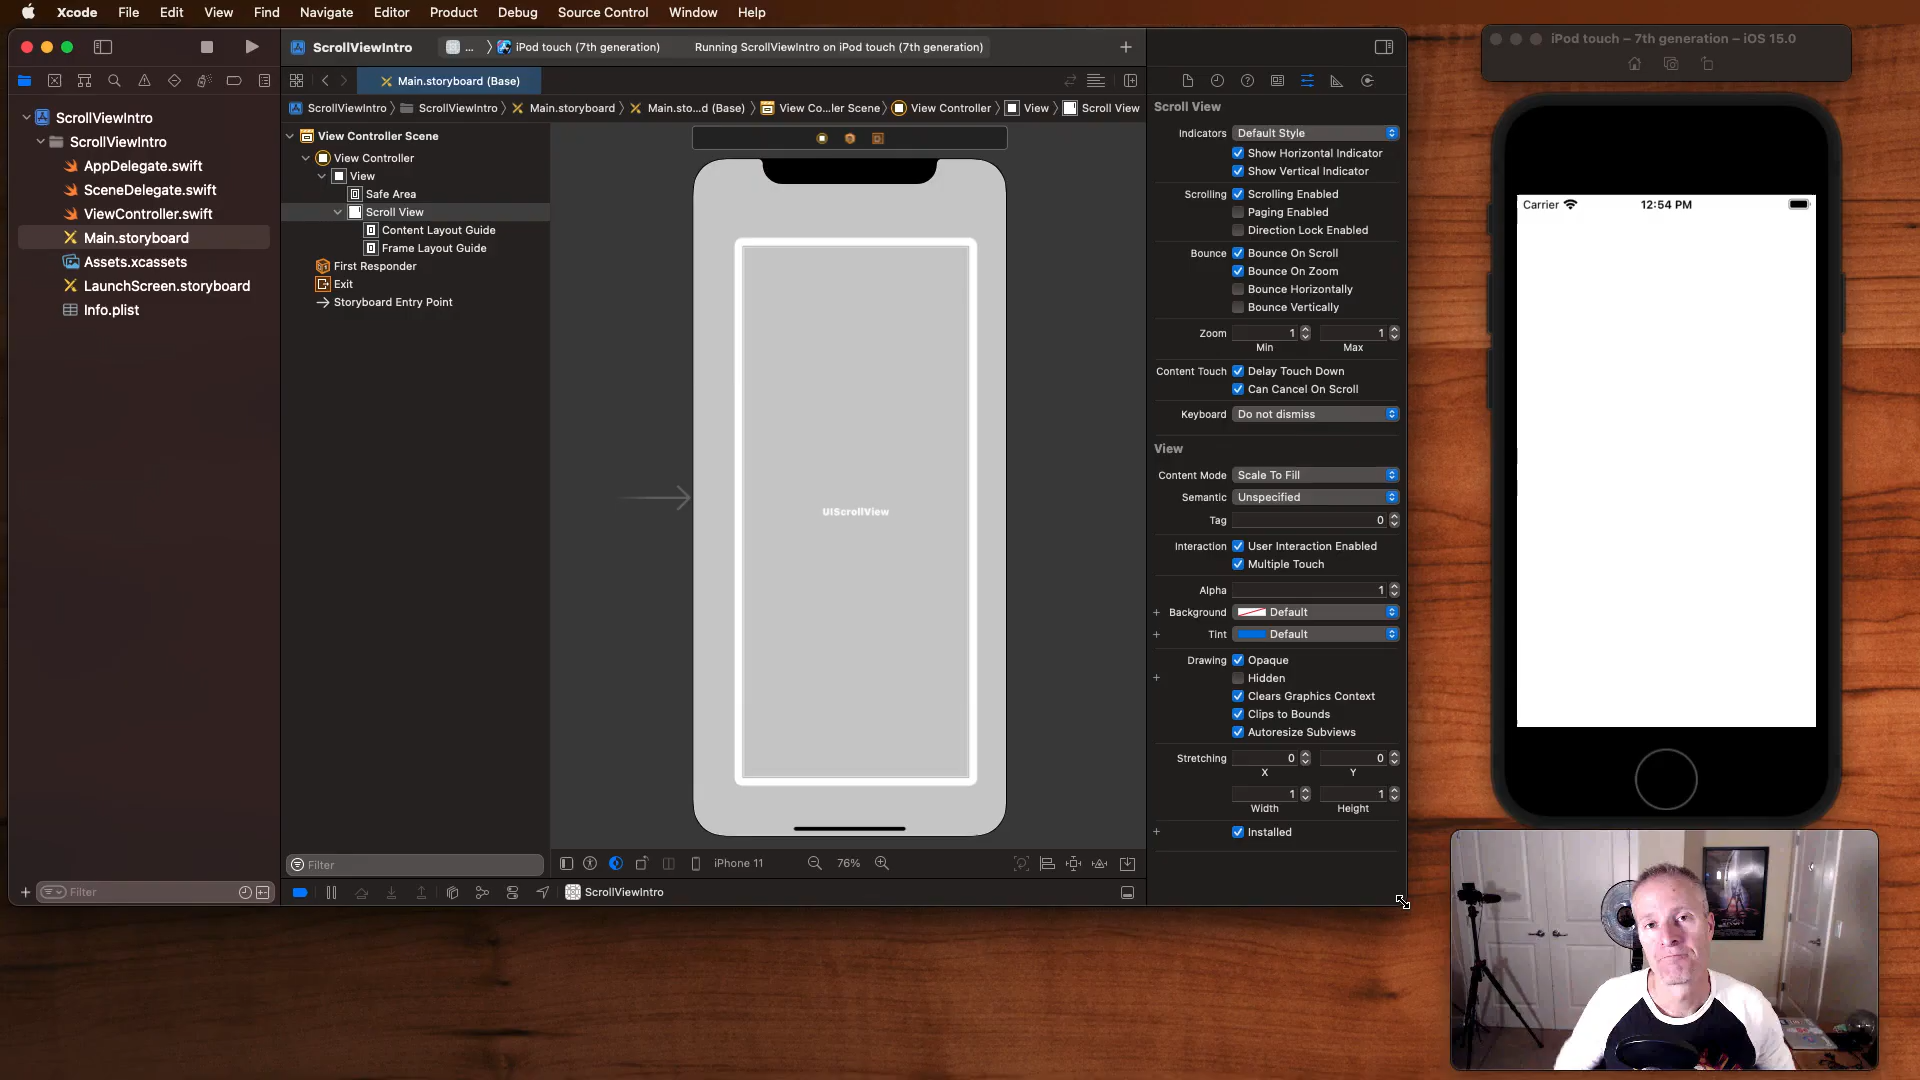 Xcode File Edit View Find Navigate Editor Product Debug Source Control Window Help
ScrollViewIntro
... iPod touch (7th generation) Running ScrollViewIntro on iPod touch (7th generation)
iPod touch – 7th generation – iOS 15.0
Main.storyboard (Base)
ScrollViewIntro ScrollViewIntro Main.storyboard Main.sto...d (Base) View Co...ler Scene View Controller View Scroll View
ScrollViewIntro
ScrollViewIntro
AppDelegate.swift
SceneDelegate.swift
ViewController.swift
Main.storyboard
Assets.xcassets
LaunchScreen.storyboard
Info.plist
Filter
View Controller Scene
View Controller
View
Safe Area
Scroll View
Content Layout Guide
Frame Layout Guide
First Responder
Exit
Storyboard Entry Point
Filter
UIScrollView
iPhone 11 76%
ScrollViewIntro
Scroll View
Indicators Default Style
Show Horizontal Indicator
Show Vertical Indicator
Scrolling Scrolling Enabled
Paging Enabled
Direction Lock Enabled
Bounce Bounce On Scroll
Bounce On Zoom
Bounce Horizontally
Bounce Vertically
Zoom 1 1
Min Max
Content Touch Delay Touch Down
Can Cancel On Scroll
Keyboard Do not dismiss
View
Content Mode Scale To Fill
Semantic Unspecified
Tag 0
Interaction User Interaction Enabled
Multiple Touch
Alpha 1
Background Default
Tint Default
Drawing Opaque
Hidden
Clears Graphics Context
Clips to Bounds
Autoresize Subviews
Stretching 0 0
X Y
1 1
Width Height
Installed
Carrier 12:54 PM
TRON